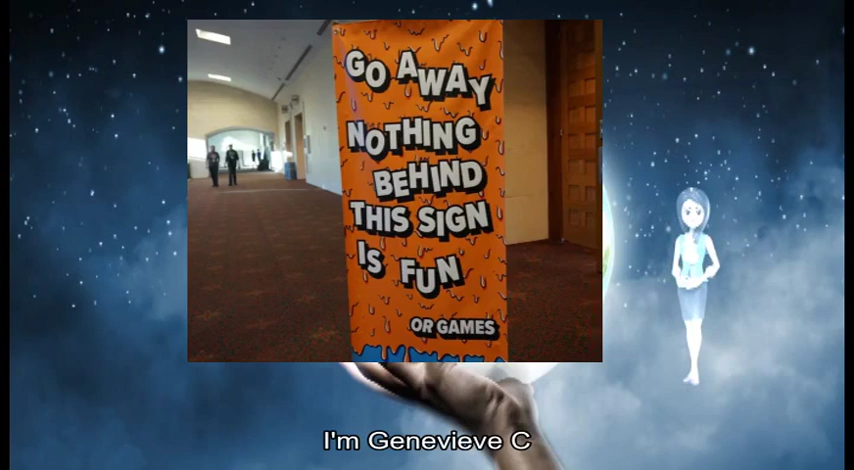 GO AWAY
NOTHING
BEHIND
THIS SIGN
IS FUN
OR GAMES
I'm Genevieve C